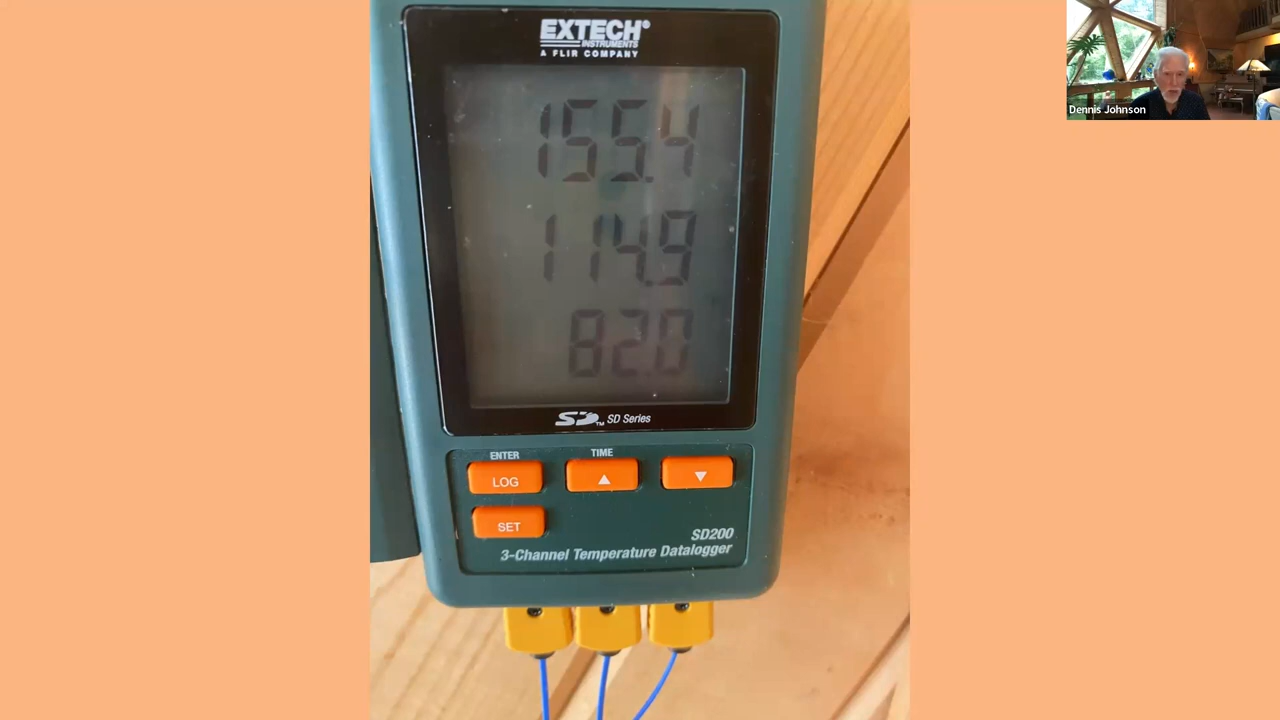 EXTECH®
INSTRUMENTS
A FLIR COMPANY
155.4
114.9
82.0
SD™ SD Series
ENTER
TIME
LOG
▲
▼
SET
SD200
3-Channel Temperature Datalogger
Dennis Johnson